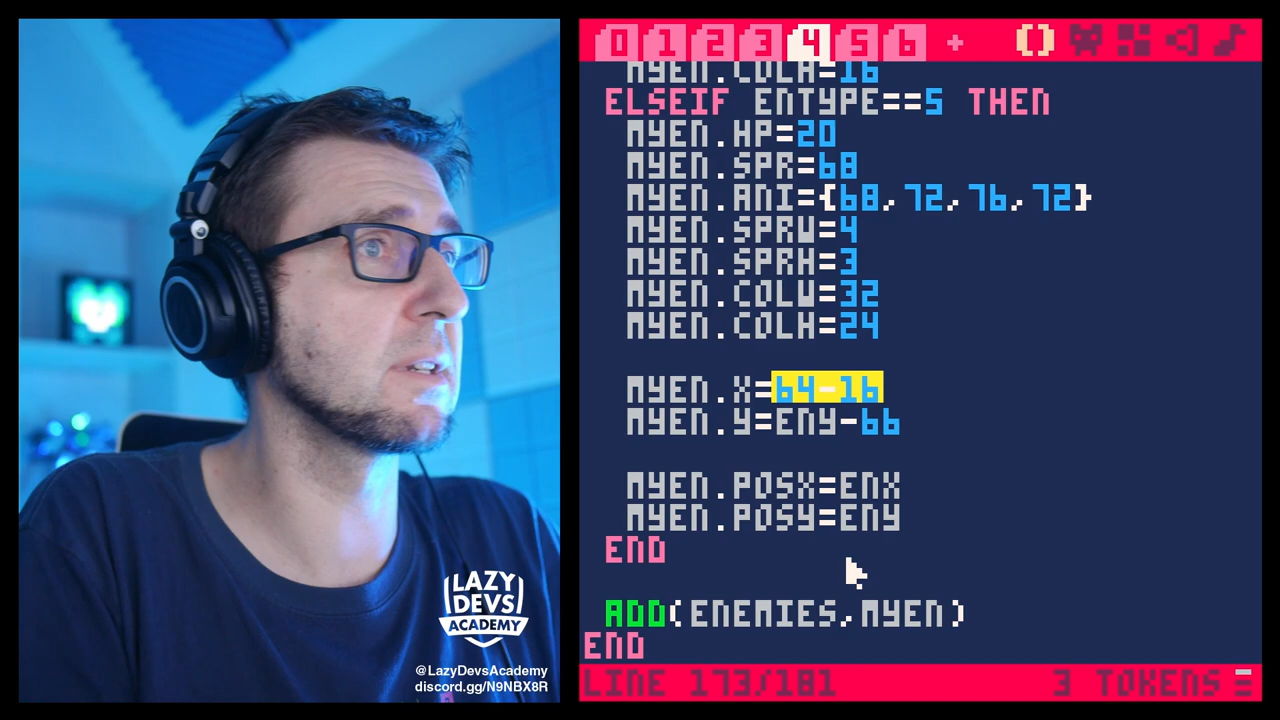 0 1 2 3 4 5 6 + ()
MYEN.COLH=16
ELSEIF ENTYPE==5 THEN
MYEN.HP=20
MYEN.SPR=68
MYEN.ANI={68,72,76,72}
MYEN.SPRW=4
MYEN.SPRH=3
MYEN.COLW=32
MYEN.COLH=24
MYEN.X=64-16
MYEN.Y=ENY-66
MYEN.POSX=ENX
MYEN.POSY=ENY
END
ADD(ENEMIES,MYEN)
END
LINE 173/181 3 TOKENS
LAZY
DEVS
ACADEMY
@LazyDevsAcademy
discord.gg/N9NBX8R